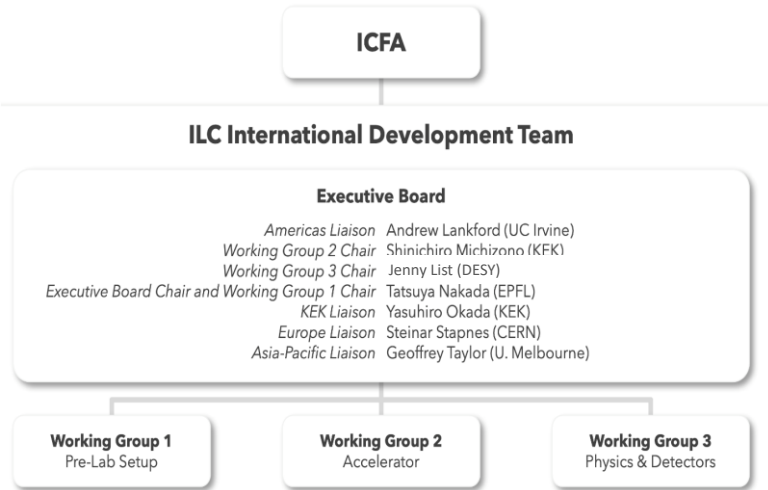 ICFA
ILC International Development Team
Executive Board
Americas Liaison Andrew Lankford (UC Irvine)
Working Group 2 Chair Shinichiro Michizono (KEK)
Working Group 3 Chair Jenny List (DESY)
Executive Board Chair and Working Group 1 Chair Tatsuya Nakada (EPFL)
KEK Liaison Yasuhiro Okada (KEK)
Europe Liaison Steinar Stapnes (CERN)
Asia-Pacific Liaison Geoffrey Taylor (U. Melbourne)
Working Group 1
Pre-Lab Setup
Working Group 2
Accelerator
Working Group 3
Physics & Detectors